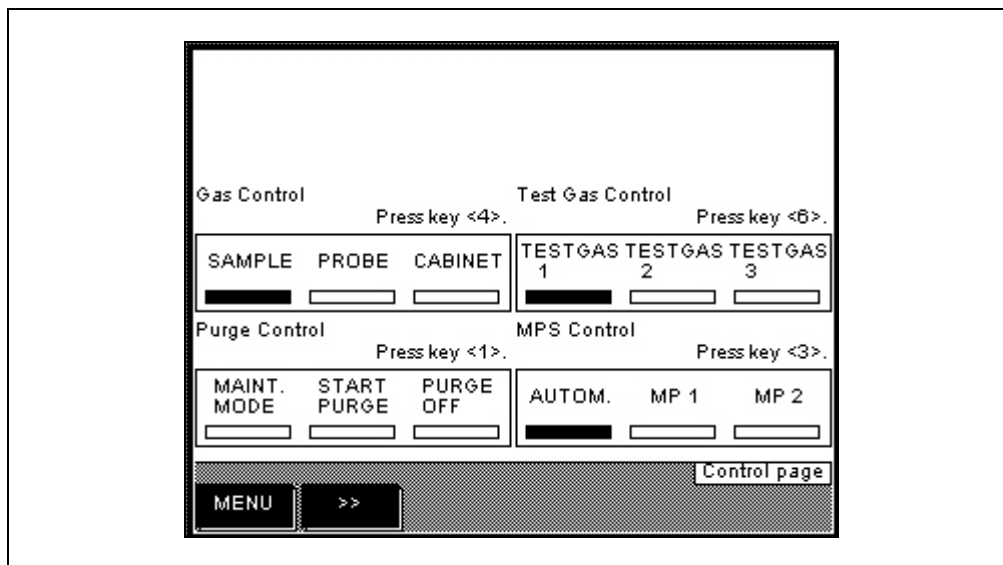 Gas Control
Press key <4>.
SAMPLE PROBE CABINET
Test Gas Control
Press key <6>.
TESTGAS TESTGAS TESTGAS
1 2 3
Purge Control
Press key <1>.
MAINT. START PURGE
MODE PURGE OFF
MPS Control
Press key <3>.
AUTOM. MP 1 MP 2
Control page
MENU >>